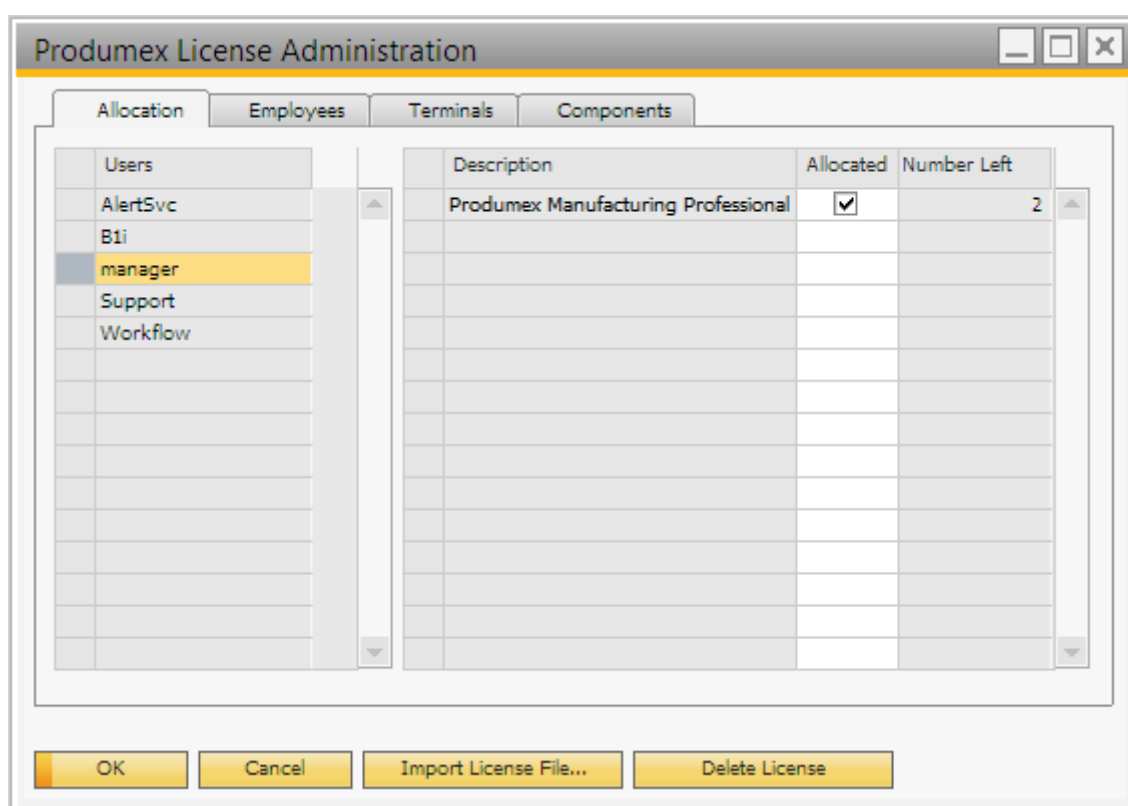 Produmex License Administration
Allocation Employees Terminals Components
Users Description Allocated Number Left
AlertSvc Produmex Manufacturing Professional 2
B1i
manager
Support
Workflow
OK Cancel Import License File... Delete License